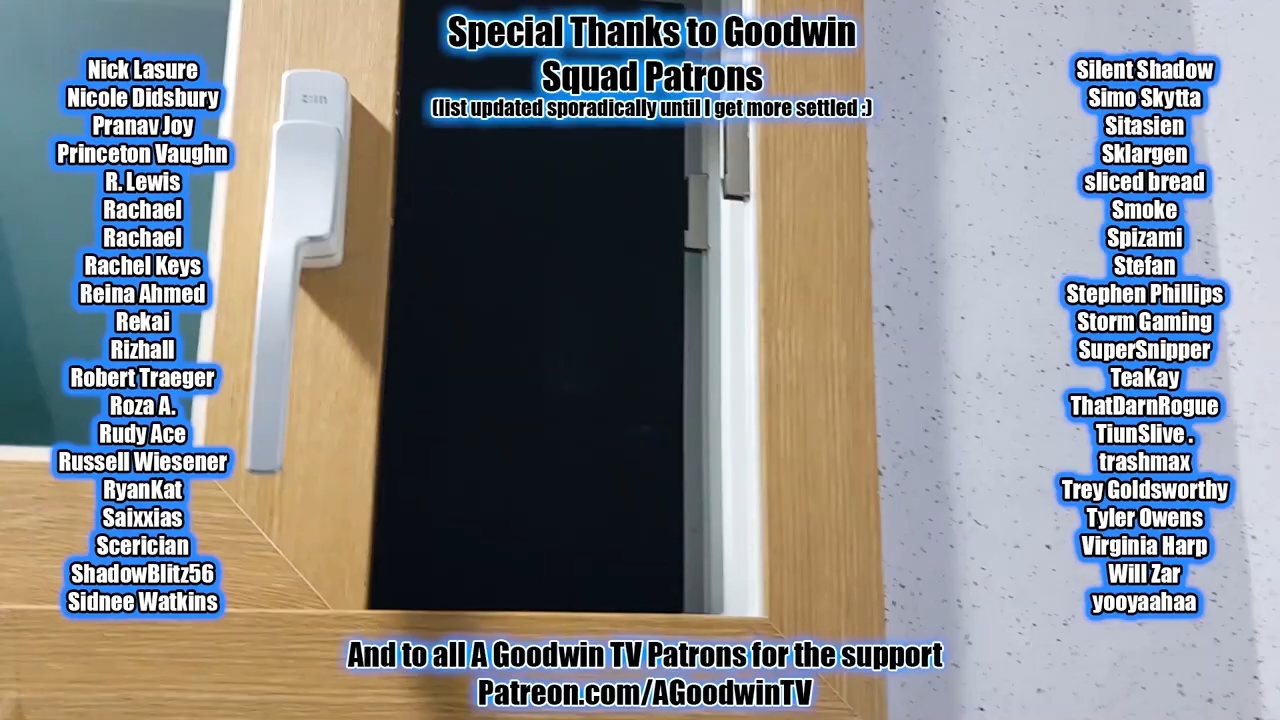 Special Thanks to Goodwin
Squad Patrons
(list updated sporadically until I get more settled :)
Nick Lasure
Nicole Didsbury
Pranav Joy
Princeton Vaughn
R. Lewis
Rachael
Rachael
Rachel Keys
Reina Ahmed
Rekai
Rizhall
Robert Traeger
Roza A.
Rudy Ace
Russell Wiesener
RyanKat
Saixxias
Scerician
ShadowBlitz56
Sidnee Watkins
Silent Shadow
Simo Skytta
Sitasien
Sklargen
sliced bread
Smoke
Spizami
Stefan
Stephen Phillips
Storm Gaming
SuperSnipper
TeaKay
ThatDarnRogue
TiunSlive .
trashmax
Trey Goldsworthy
Tyler Owens
Virginia Harp
Will Zar
yooyaahaa
And to all A Goodwin TV Patrons for the support
Patreon.com/AGoodwinTV